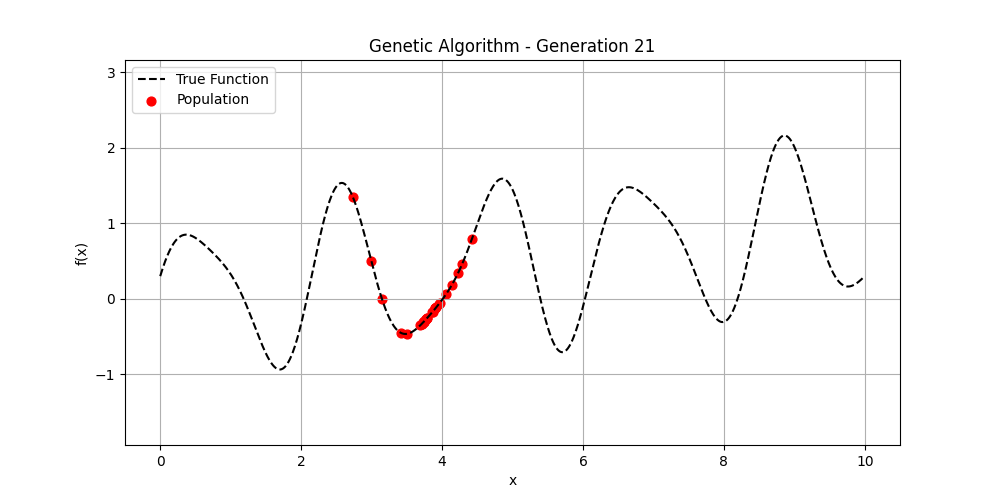 Genetic Algorithm - Generation 21
True Function
Population
3
2
1
0
−1
f(x)
0 2 4 6 8 10
x